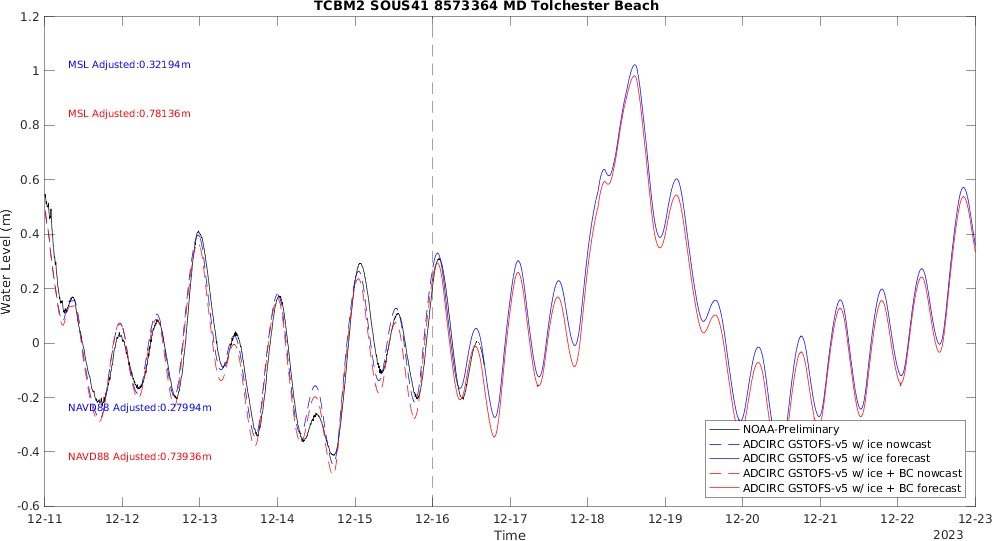 TCBM2 SOUS41 8573364 MD Tolchester Beach
1.2
1
0.8
0.6
0.4
0.2
0
-0.2
-0.4
-0.6
Water Level (m)
MSL Adjusted:0.32194m
MSL Adjusted:0.78136m
NAVD88 Adjusted:0.27994m
NAVD88 Adjusted:0.73936m
NOAA-Preliminary
ADCIRC GSTOFS-v5 w/ ice nowcast
ADCIRC GSTOFS-v5 w/ ice forecast
ADCIRC GSTOFS-v5 w/ ice + BC nowcast
ADCIRC GSTOFS-v5 w/ ice + BC forecast
12-11 12-12 12-13 12-14 12-15 12-16 12-17 12-18 12-19 12-20 12-21 12-22 12-23
Time
2023